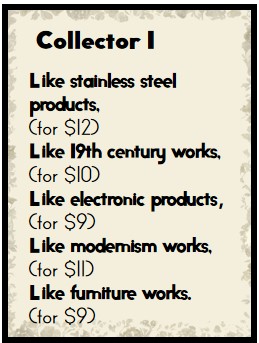 Collector 1
Like stainless steel
products,
(for $12)
Like 19th century works,
(for $10)
Like electronic products,
(for $9)
Like modernism works,
(for $11)
Like furniture works.
(for $9)